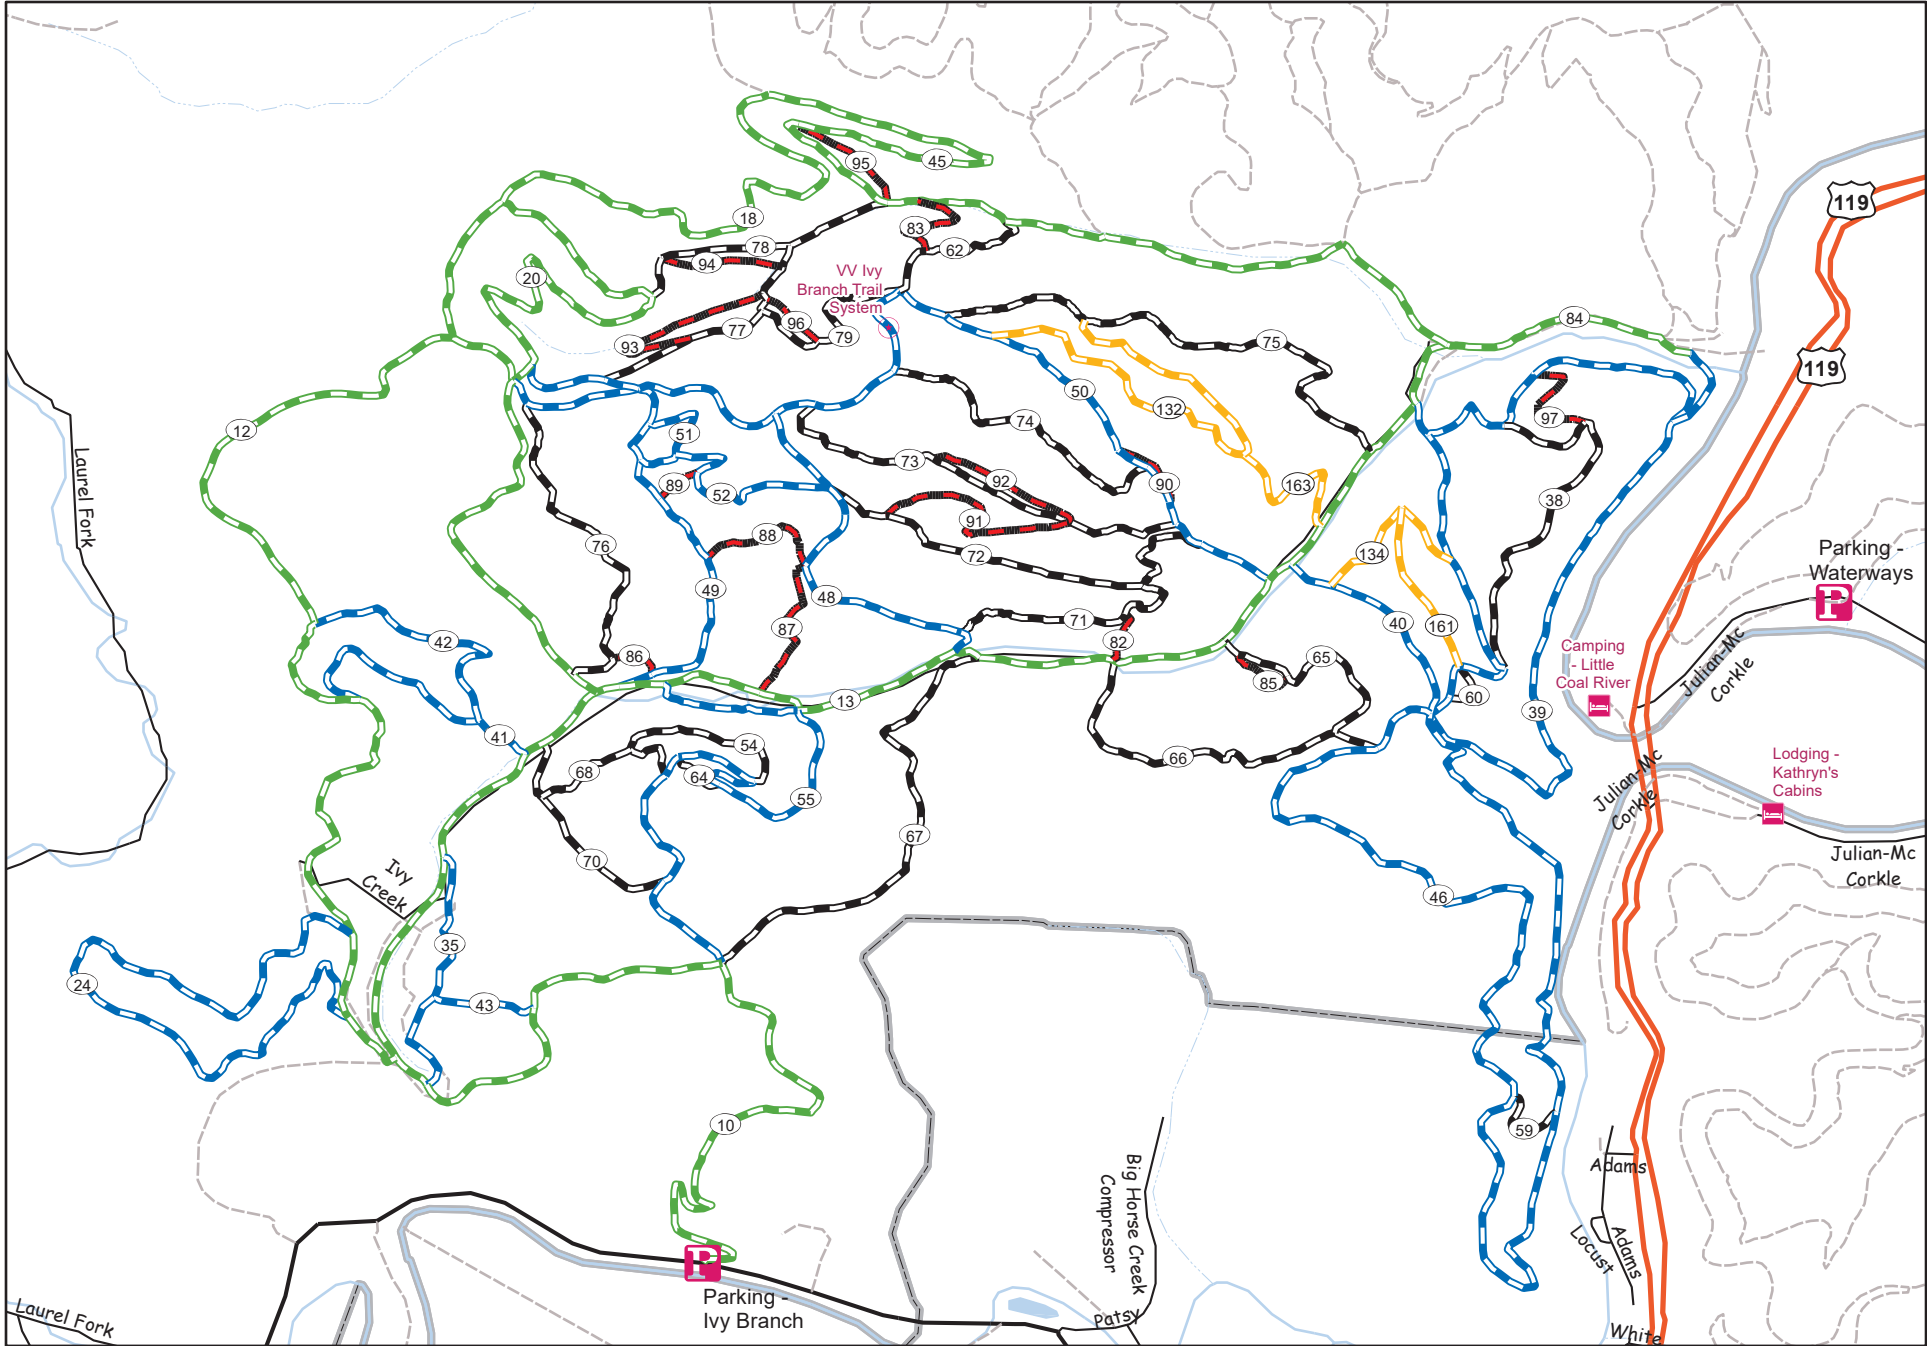 119
45
95
18
83
78
62
94
VV Ivy
Branch Trail
System
20
84
96
77
79
75
93
119
50
132
97
12
74
51
73
92
163
89
52
90
38
91
88
76
72
134
Parking -
Waterways
49
48
P
71
40
161
87
42
82
Camping
- Little
Coal River
86
65
Julian-Mc
Corkle
85
60
13
39
41
54
66
68
64
Lodging -
Kathryn's
Cabins
55
Julian-Mc
Corkle
67
Julian-Mc
Corkle
70
Ivy
Creek
46
35
24
43
10
59
Laurel Fork
Adams
Big Horse Creek
Compressor
Adams
Locust
P
Parking -
Ivy Branch
Patsy
Laurel Fork
White